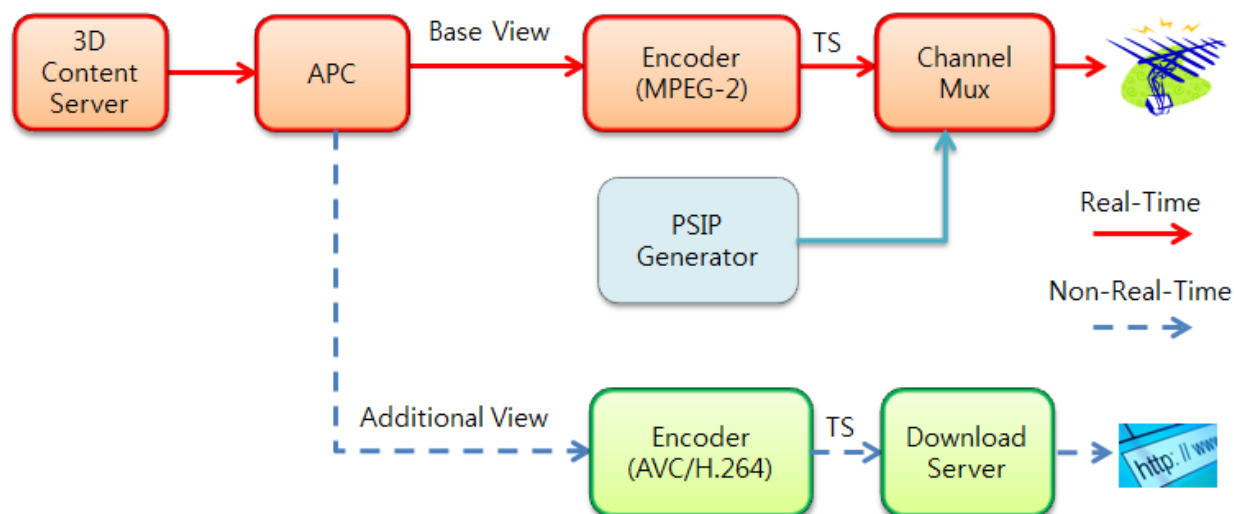 3D
Content
Server
APC
Base View
Encoder
(MPEG-2)
TS
Channel
Mux
PSIP
Generator
Real-Time
Non-Real-Time
Additional View
Encoder
(AVC/H.264)
TS
Download
Server
http: // www